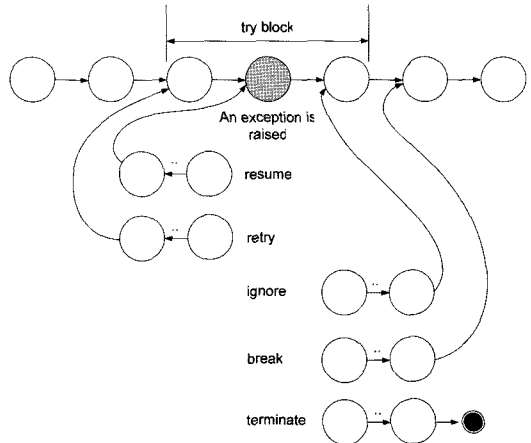 try block
An exception is
raised
resume
retry
ignore
break
terminate